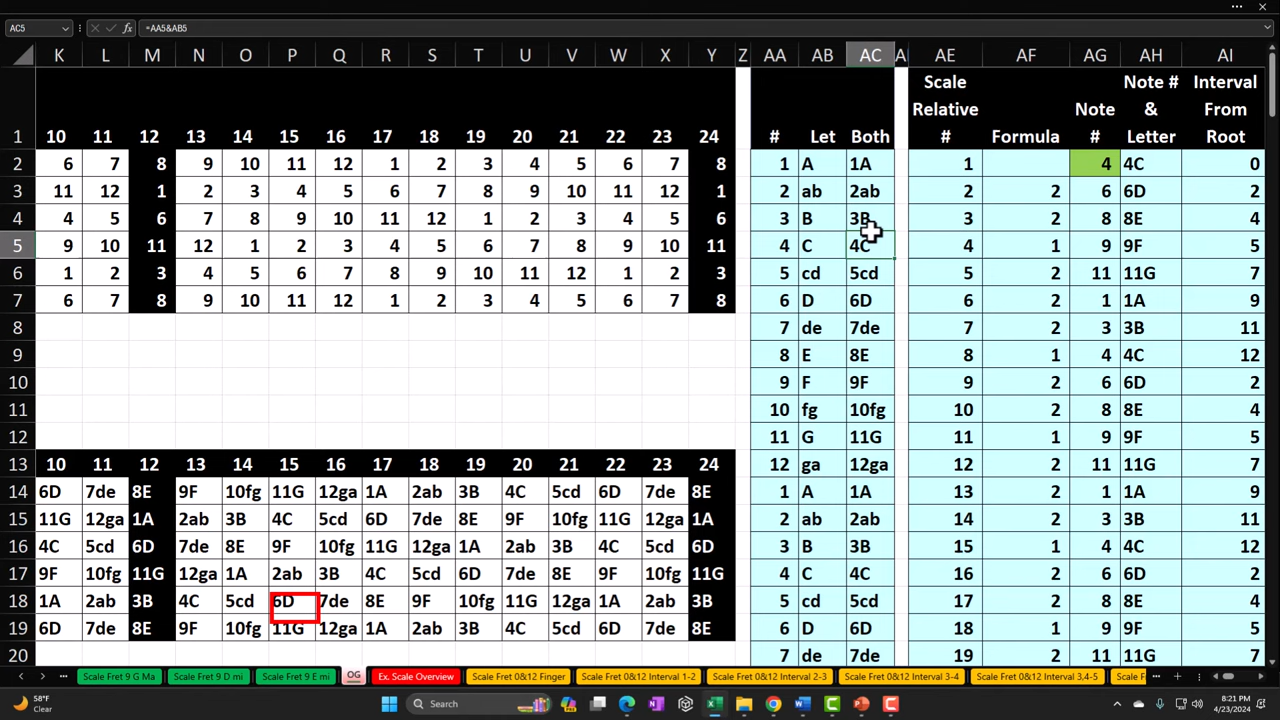 AC5 fx =AA5&AB5
K L M N O P Q R S T U V W X Y Z AA AB AC A AE AF AG AH AI
Scale Note # Interval
Relative Note & From
1 10 11 12 13 14 15 16 17 18 19 20 21 22 23 24 # Let Both # Formula # Letter Root
2 6 7 8 9 10 11 12 1 2 3 4 5 6 7 8 1 A 1A 1 4 4C 0
3 11 12 1 2 3 4 5 6 7 8 9 10 11 12 1 2 ab 2ab 2 2 6 6D 2
4 4 5 6 7 8 9 10 11 12 1 2 3 4 5 6 3 B 3B 3 2 8 8E 4
5 9 10 11 12 1 2 3 4 5 6 7 8 9 10 11 4 C 4C 4 1 9 9F 5
6 1 2 3 4 5 6 7 8 9 10 11 12 1 2 3 5 cd 5cd 5 2 11 11G 7
7 6 7 8 9 10 11 12 1 2 3 4 5 6 7 8 6 D 6D 6 2 1 1A 9
8 7 de 7de 7 2 3 3B 11
9 8 E 8E 8 1 4 4C 12
10 9 F 9F 9 2 6 6D 2
11 10 fg 10fg 10 2 8 8E 4
12 11 G 11G 11 1 9 9F 5
13 10 11 12 13 14 15 16 17 18 19 20 21 22 23 24 12 ga 12ga 12 2 11 11G 7
14 6D 7de 8E 9F 10fg 11G 12ga 1A 2ab 3B 4C 5cd 6D 7de 8E 1 A 1A 13 2 1 1A 9
15 11G 12ga 1A 2ab 3B 4C 5cd 6D 7de 8E 9F 10fg 11G 12ga 1A 2 ab 2ab 14 2 3 3B 11
16 4C 5cd 6D 7de 8E 9F 10fg 11G 12ga 1A 2ab 3B 4C 5cd 6D 3 B 3B 15 1 4 4C 12
17 9F 10fg 11G 12ga 1A 2ab 3B 4C 5cd 6D 7de 8E 9F 10fg 11G 4 C 4C 16 2 6 6D 2
18 1A 2ab 3B 4C 5cd 6D 7de 8E 9F 10fg 11G 12ga 1A 2ab 3B 5 cd 5cd 17 2 8 8E 4
19 6D 7de 8E 9F 10fg 11G 12ga 1A 2ab 3B 4C 5cd 6D 7de 8E 6 D 6D 18 1 9 9F 5
20 7 de 7de 19 2 11 11G 7
... Scale Fret 9 G Ma Scale Fret 9 D mi Scale Fret 9 E mi OG Ex. Scale Overview Scale Fret 0&12 Finger Scale Fret 0&12 Interval 1-2 Scale Fret 0&12 Interval 2-3 Scale Fret 0&12 Interval 3-4 Scale Fret 0&12 Interval 3,4-5 Scale F ...
58°F
Clear
Search
8:21 PM
4/23/2024